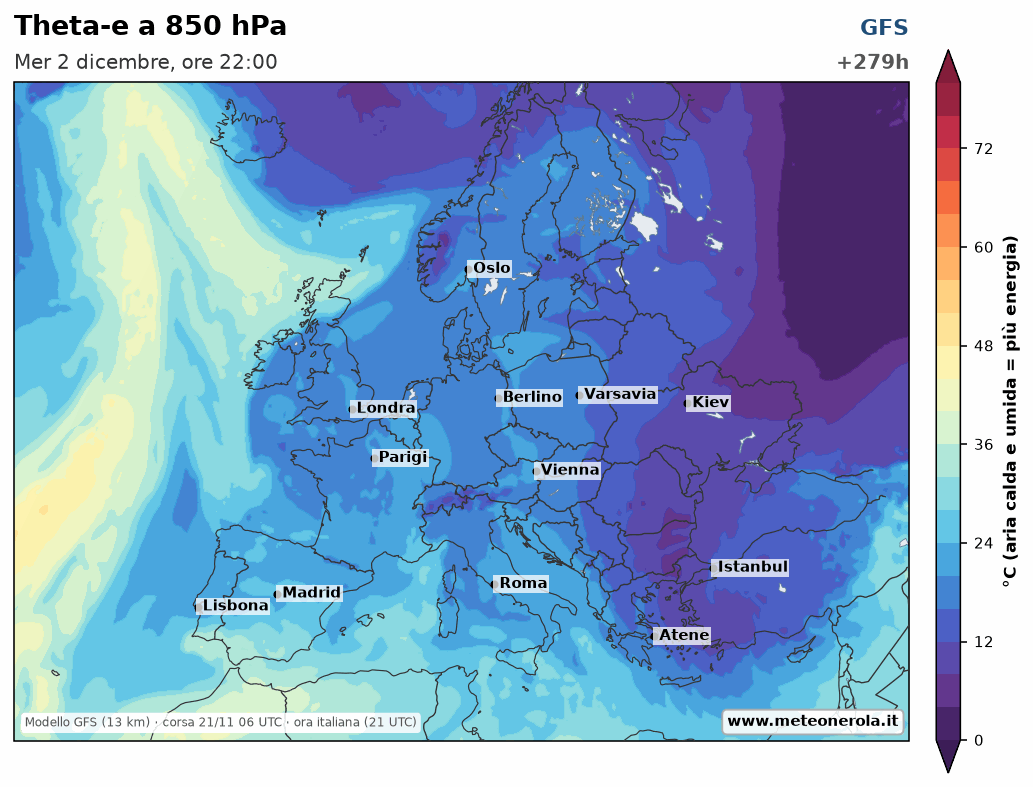 Theta-e a 850 hPa
GFS
Mer 2 dicembre, ore 22:00
+279h
Oslo
Londra
Berlino
Varsavia
Kiev
Parigi
Vienna
Istanbul
Roma
Madrid
Lisbona
Atene
Modello GFS (13 km) · corsa 21/11 06 UTC · ora italiana (21 UTC)
www.meteonerola.it
72
60
48
36
24
12
0
°C (aria calda e umida = più energia)